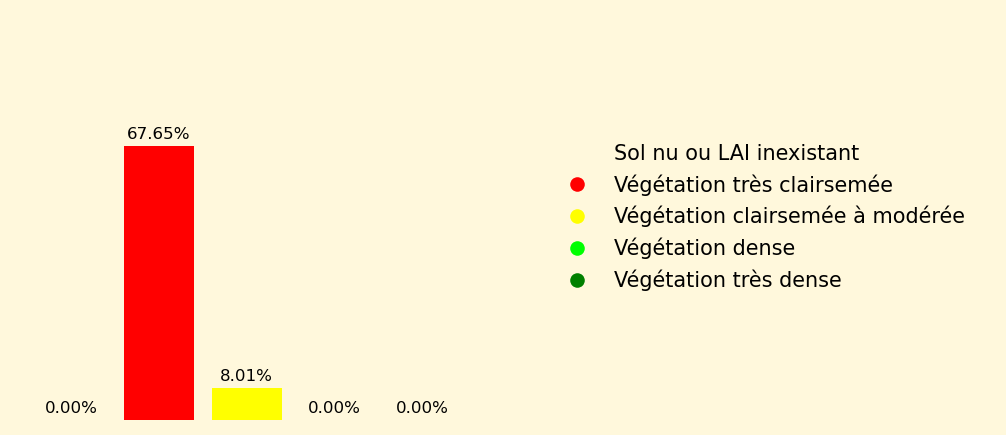 67.65%
8.01%
0.00%
0.00%
0.00%
Sol nu ou LAI inexistant
Végétation très clairsemée
Végétation clairsemée à modérée
Végétation dense
Végétation très dense